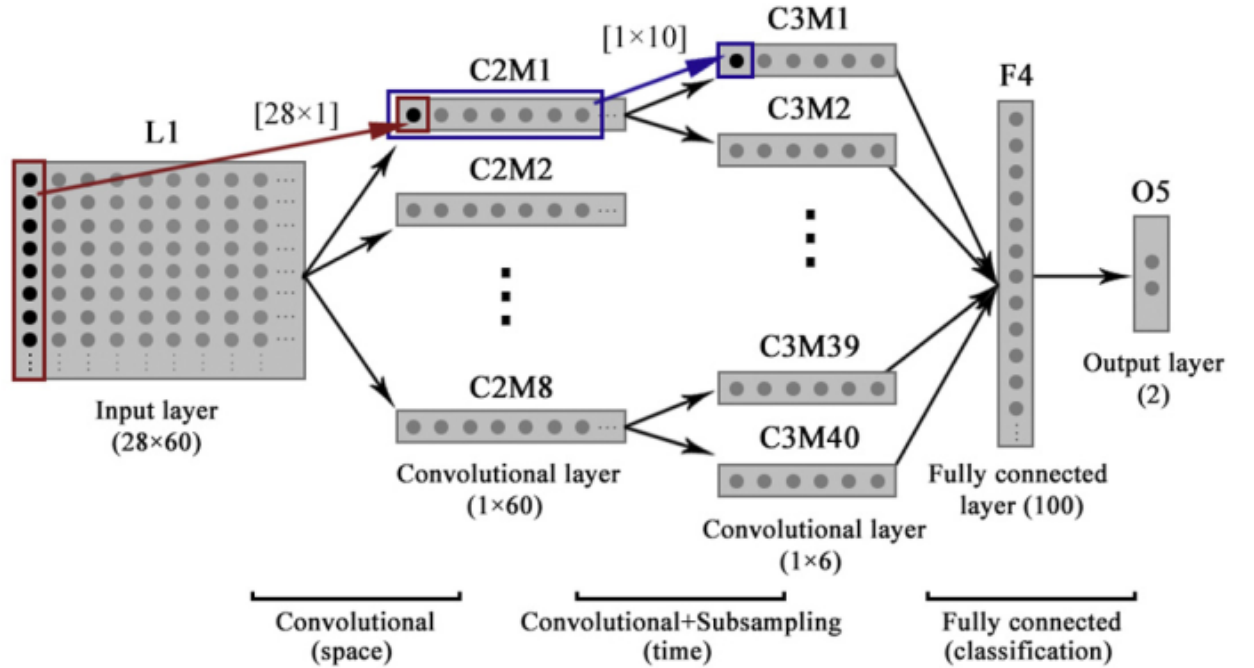 C3M1
[1×10]
C2M1
F4
[28×1]
C3M2
L1
C2M2
O5
C3M39
Output layer
(2)
C2M8
Input layer
(28×60)
C3M40
Convolutional layer
(1×60)
Fully connected
layer (100)
Convolutional layer
(1×6)
Convolutional
(space)
Convolutional+Subsampling
(time)
Fully connected
(classification)